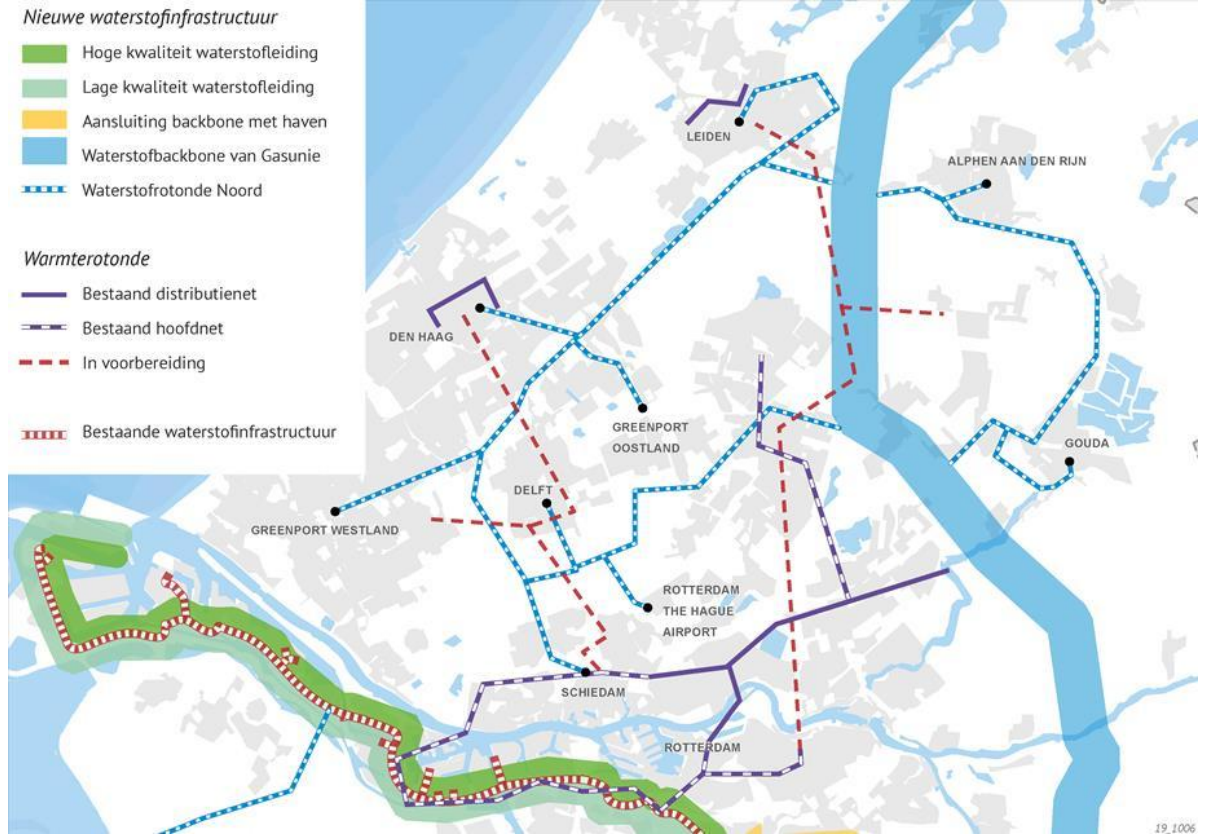 Nieuwe waterstofinfrastructuur
Hoge kwaliteit waterstofleiding
Lage kwaliteit waterstofleiding
Aansluiting backbone met haven
Waterstofbackbone van Gasunie
Waterstofrotonde Noord
Warmterotonde
Bestaand distributienet
Bestaand hoofdnet
In voorbereiding
Bestaande waterstofinfrastructuur
LEIDEN
ALPHEN AAN DEN RIJN
DEN HAAG
GREENPORT
OOSTLAND
GOUDA
DELFT
GREENPORT WESTLAND
ROTTERDAM
THE HAGUE
AIRPORT
SCHIEDAM
ROTTERDAM
19_1006